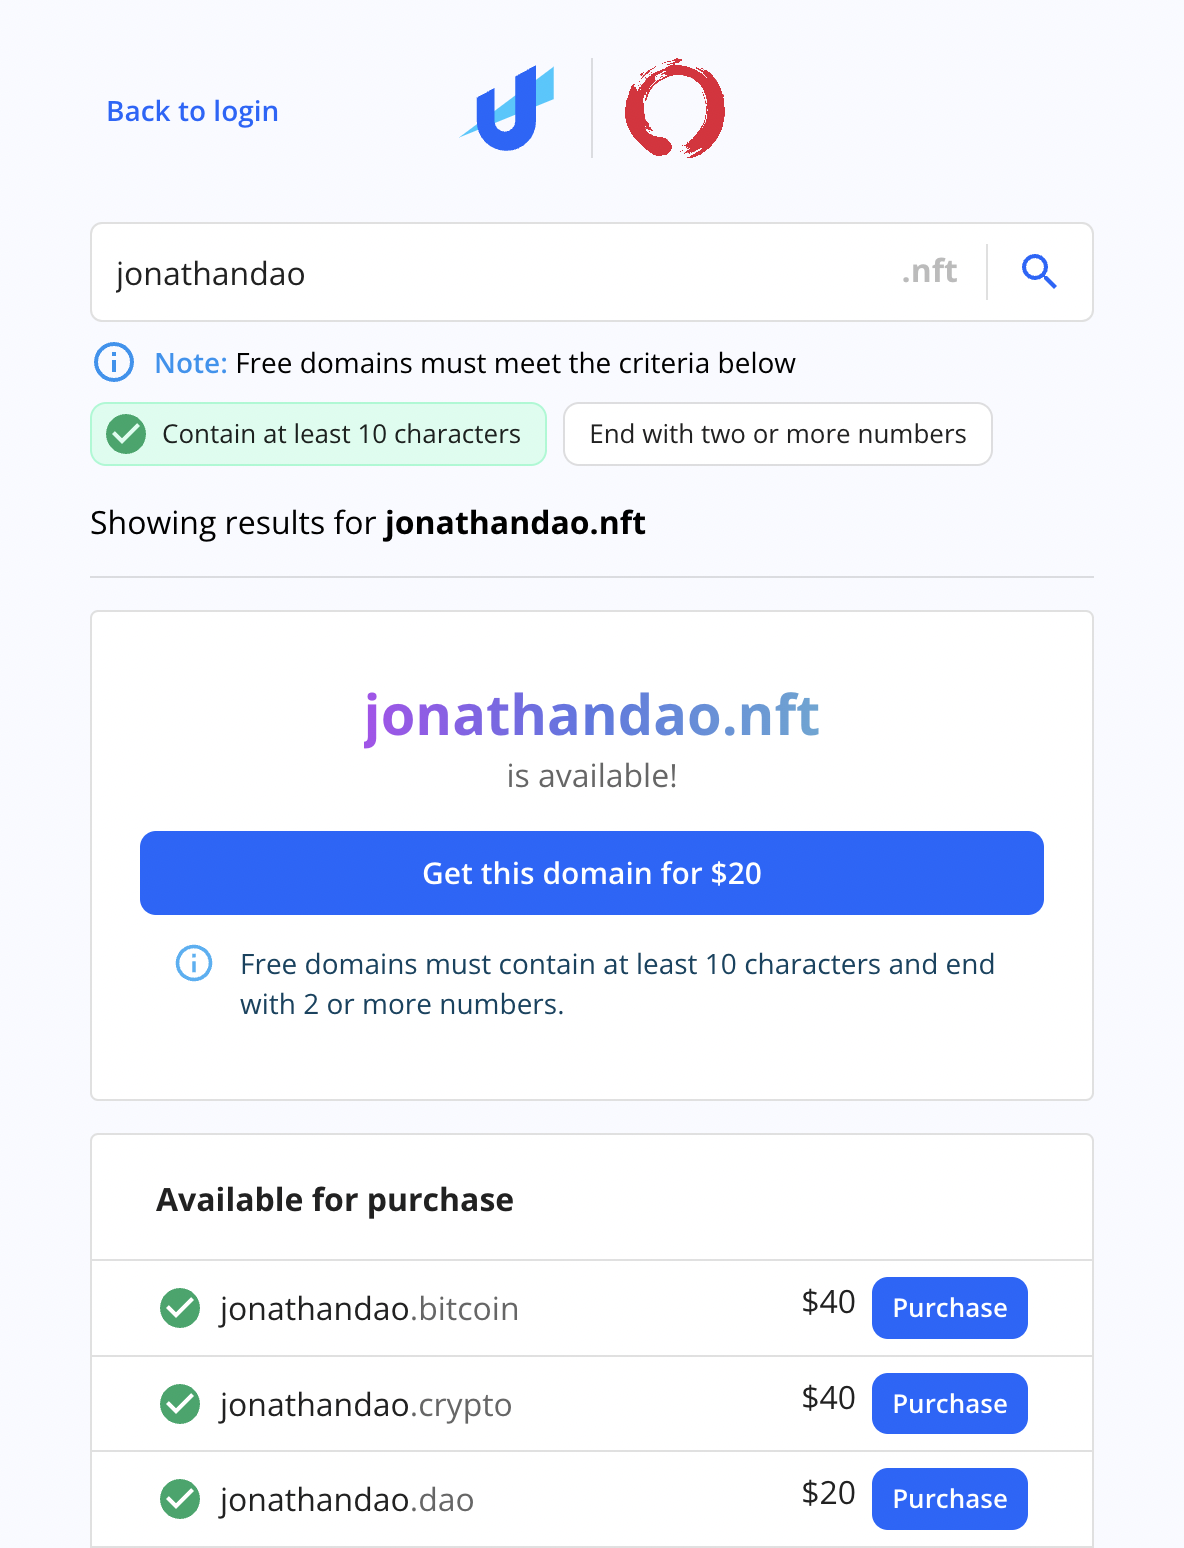 Back to login
jonathandao .nft
Note: Free domains must meet the criteria below
Contain at least 10 characters End with two or more numbers
Showing results for jonathandao.nft
jonathandao.nft
is available!
Get this domain for $20
Free domains must contain at least 10 characters and end
with 2 or more numbers.
Available for purchase
jonathandao.bitcoin $40 Purchase
jonathandao.crypto $40 Purchase
jonathandao.dao $20 Purchase